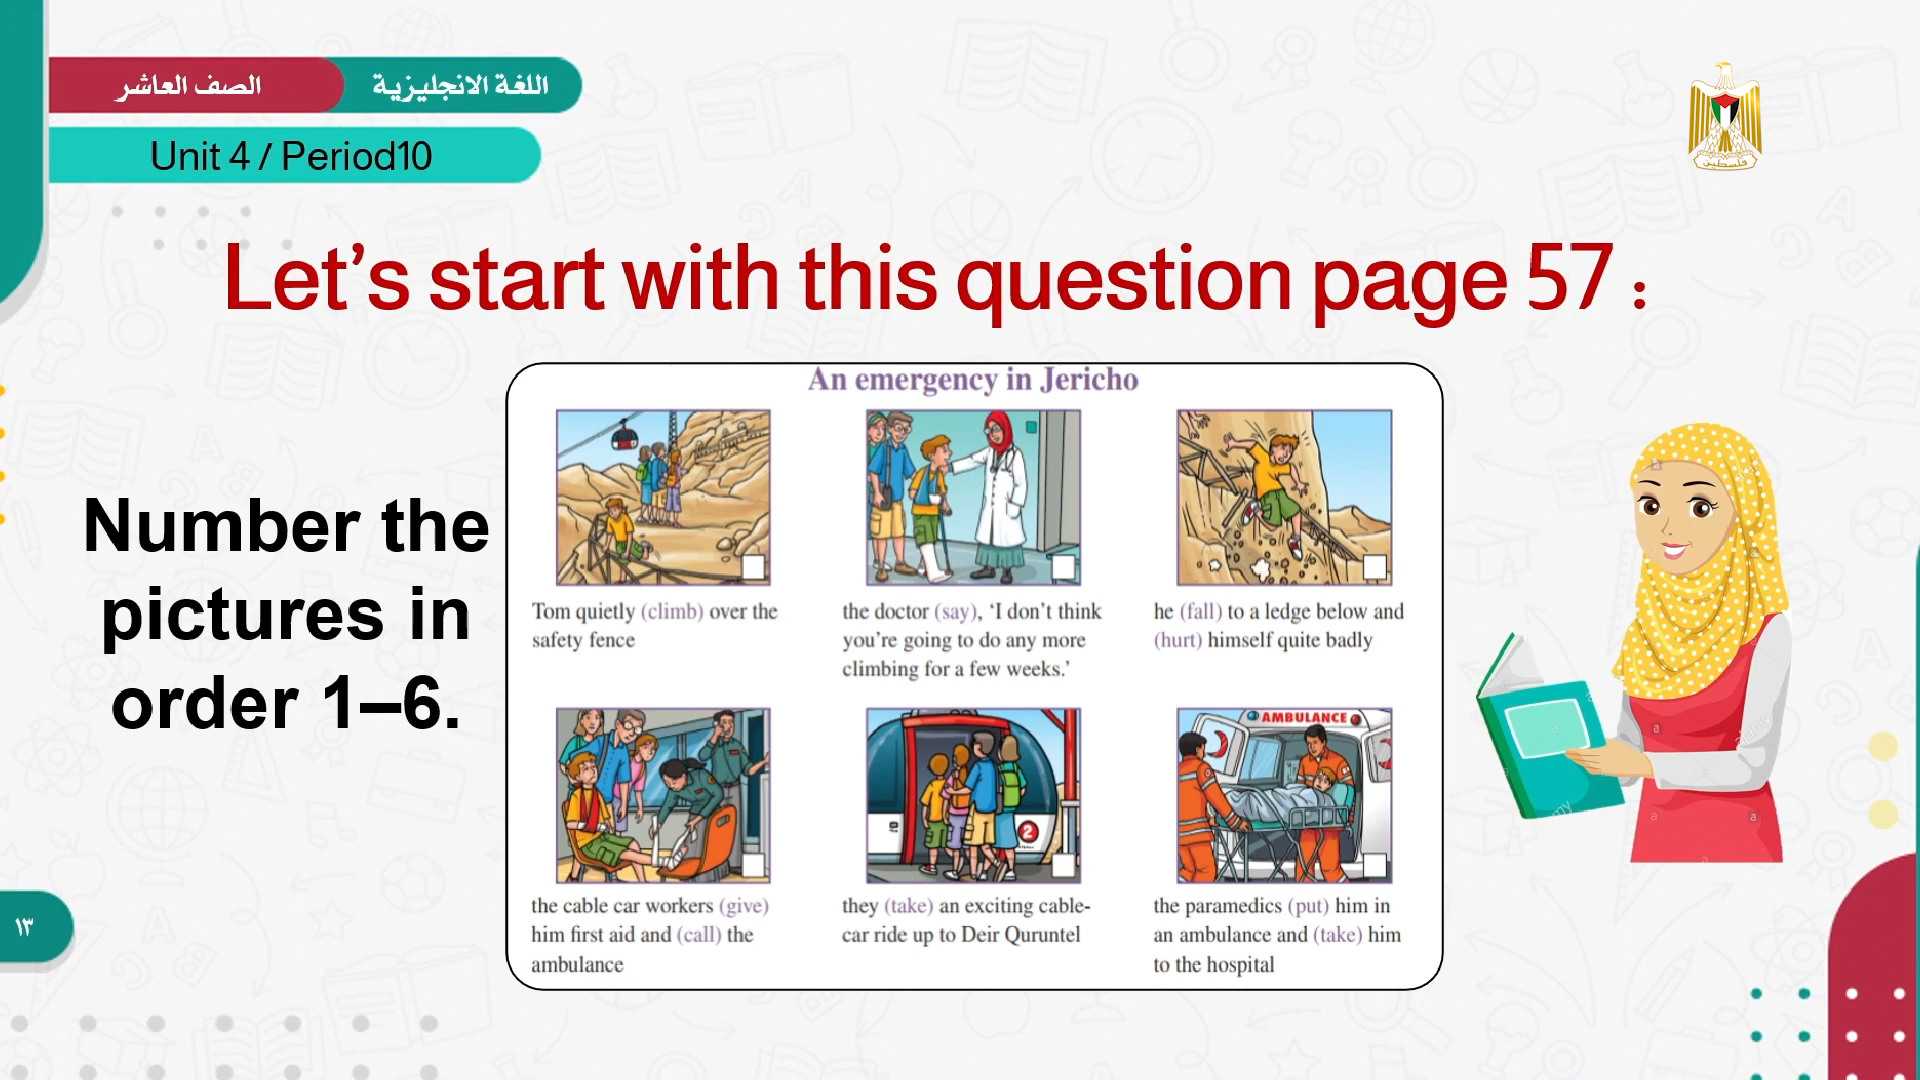 الصف العاشر
اللغة الانجليزية
Unit 4 / Period10
فلسطين
Let’s start with this question page 57 :
Number the
pictures in
order 1–6.
An emergency in Jericho
Tom quietly (climb) over the
safety fence
the doctor (say), ‘I don’t think
you’re going to do any more
climbing for a few weeks.’
he (fall) to a ledge below and
(hurt) himself quite badly
2
AMBULANCE
the cable car workers (give)
him first aid and (call) the
ambulance
they (take) an exciting cable-
car ride up to Deir Quruntel
the paramedics (put) him in
an ambulance and (take) him
to the hospital
١٣